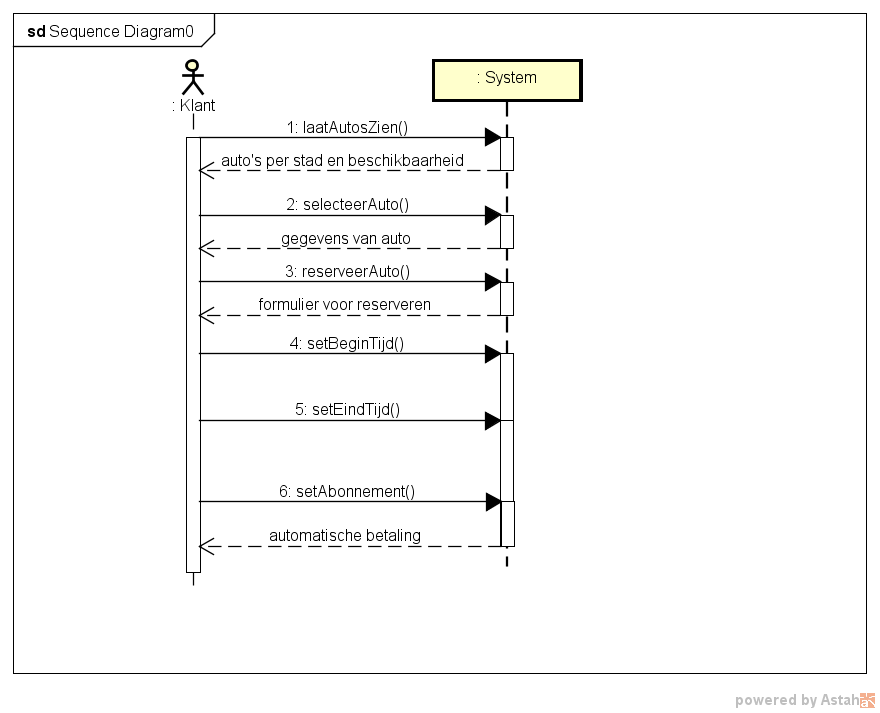 sd Sequence Diagram0
: Klant
: System
1: laatAutosZien()
auto's per stad en beschikbaarheid
2: selecteerAuto()
gegevens van auto
3: reserveerAuto()
formulier voor reserveren
4: setBeginTijd()
5: setEindTijd()
6: setAbonnement()
automatische betaling
powered by Astah